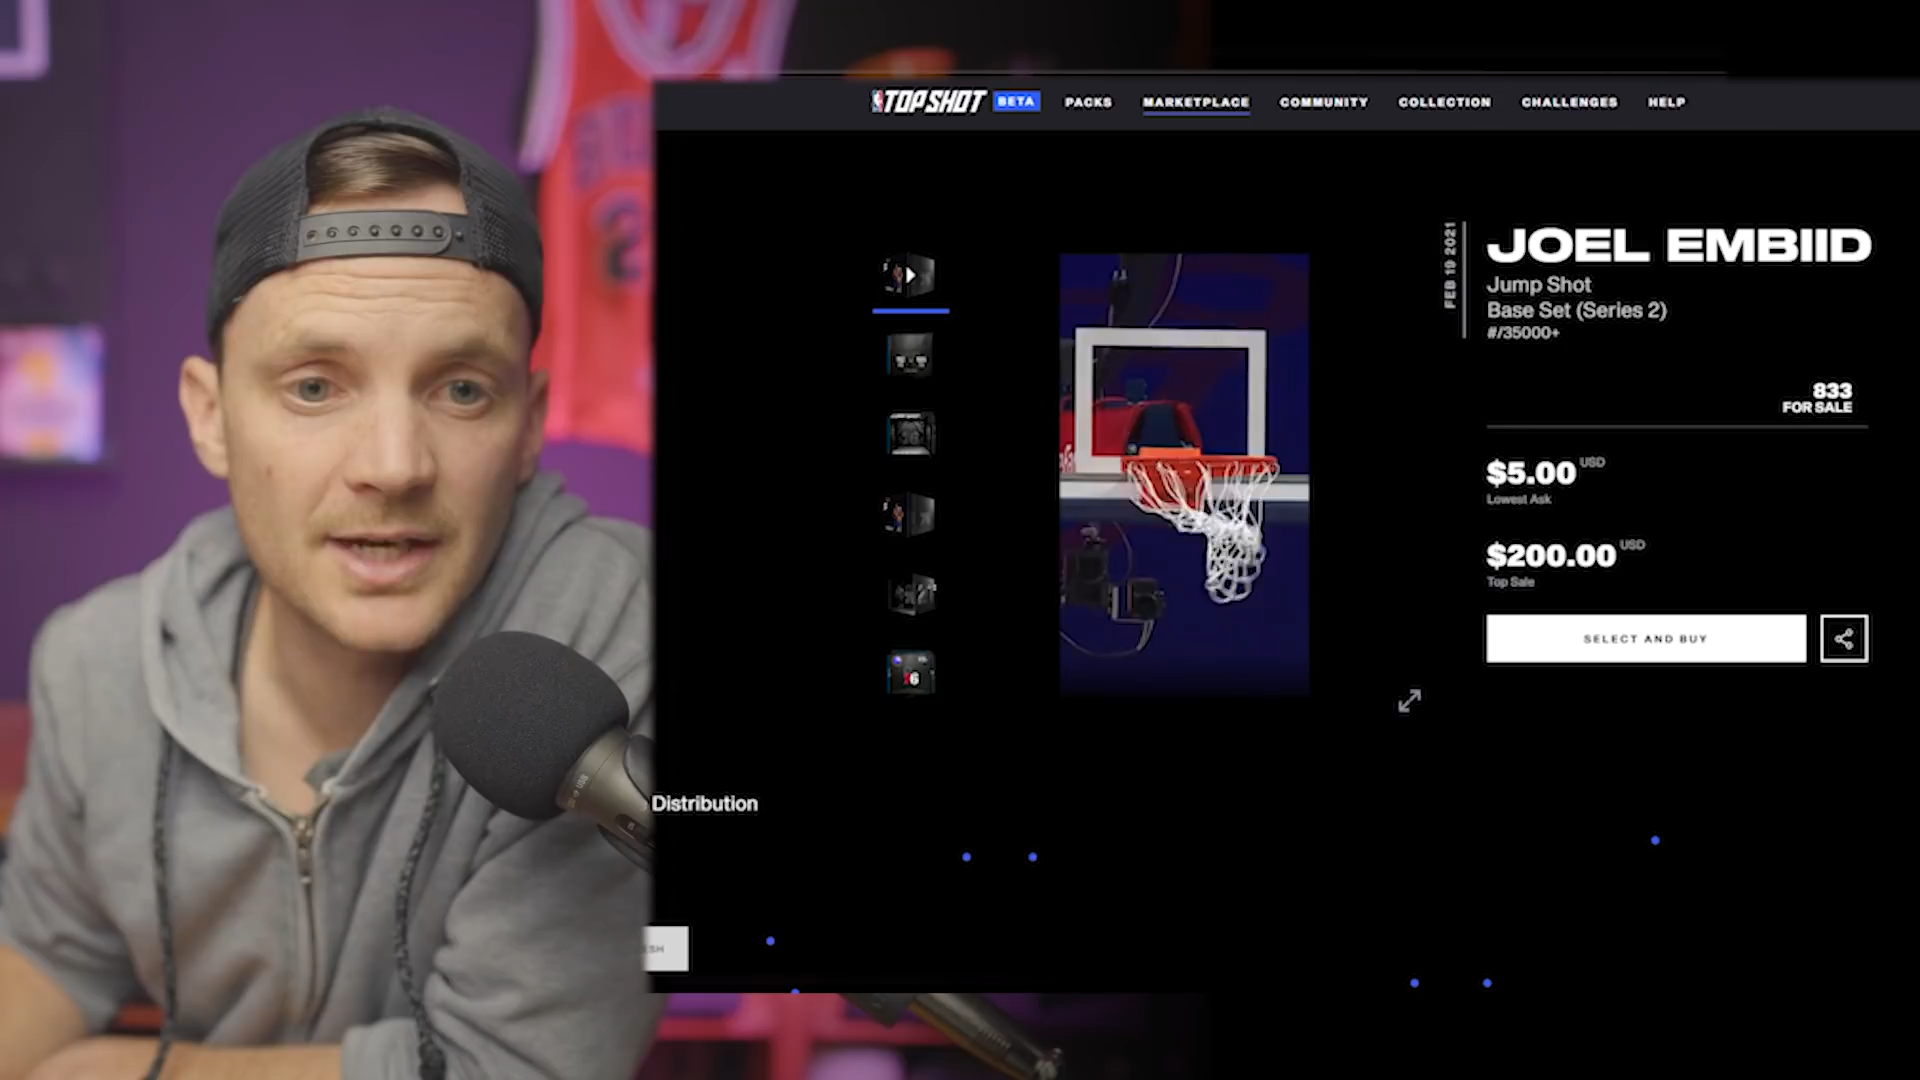 TOP SHOT BETA PACKS MARKETPLACE COMMUNITY COLLECTION CHALLENGES HELP
FEB 19 2021
JOEL EMBIID
Jump Shot
Base Set (Series 2)
#/35000+
833
FOR SALE
$5.00 USD
Lowest Ask
$200.00 USD
Top Sale
SELECT AND BUY
Distribution